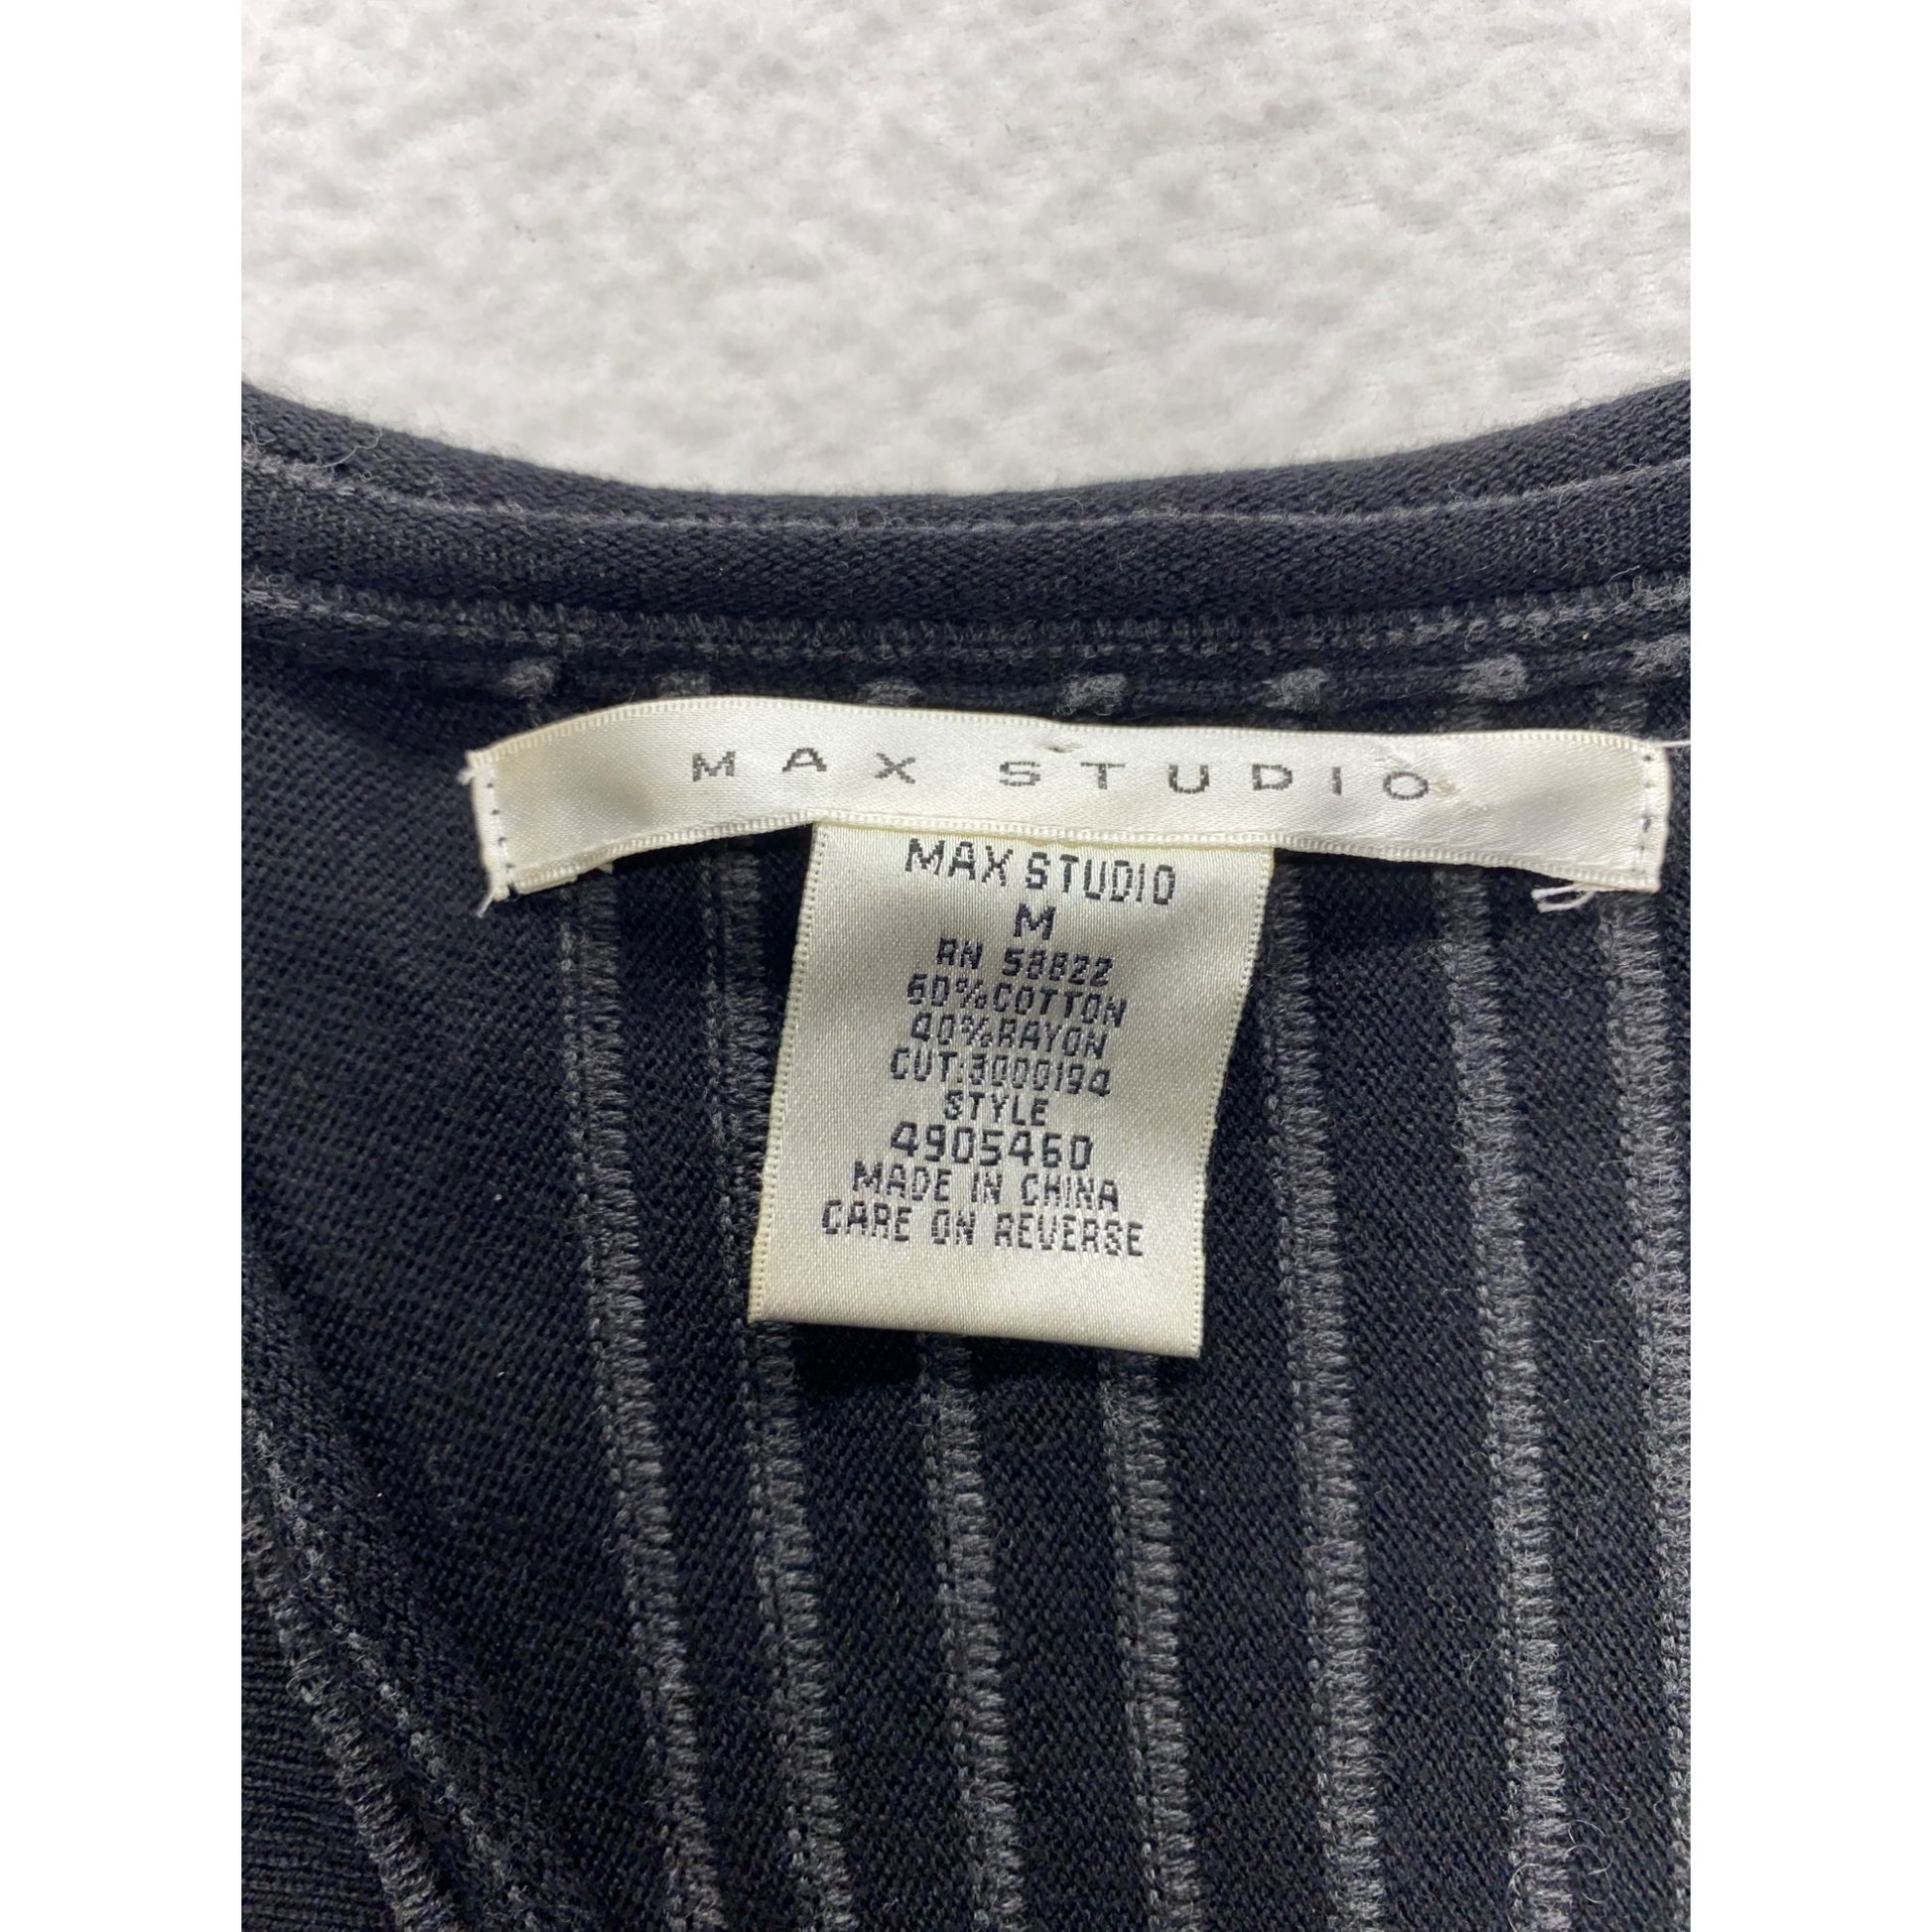 MAX STUDIO
MAX STUDIO
M
RN 58822
60%COTTON
40%RAYON
CUT:3000194
STYLE
4905460
MADE IN CHINA
CARE ON REVERSE